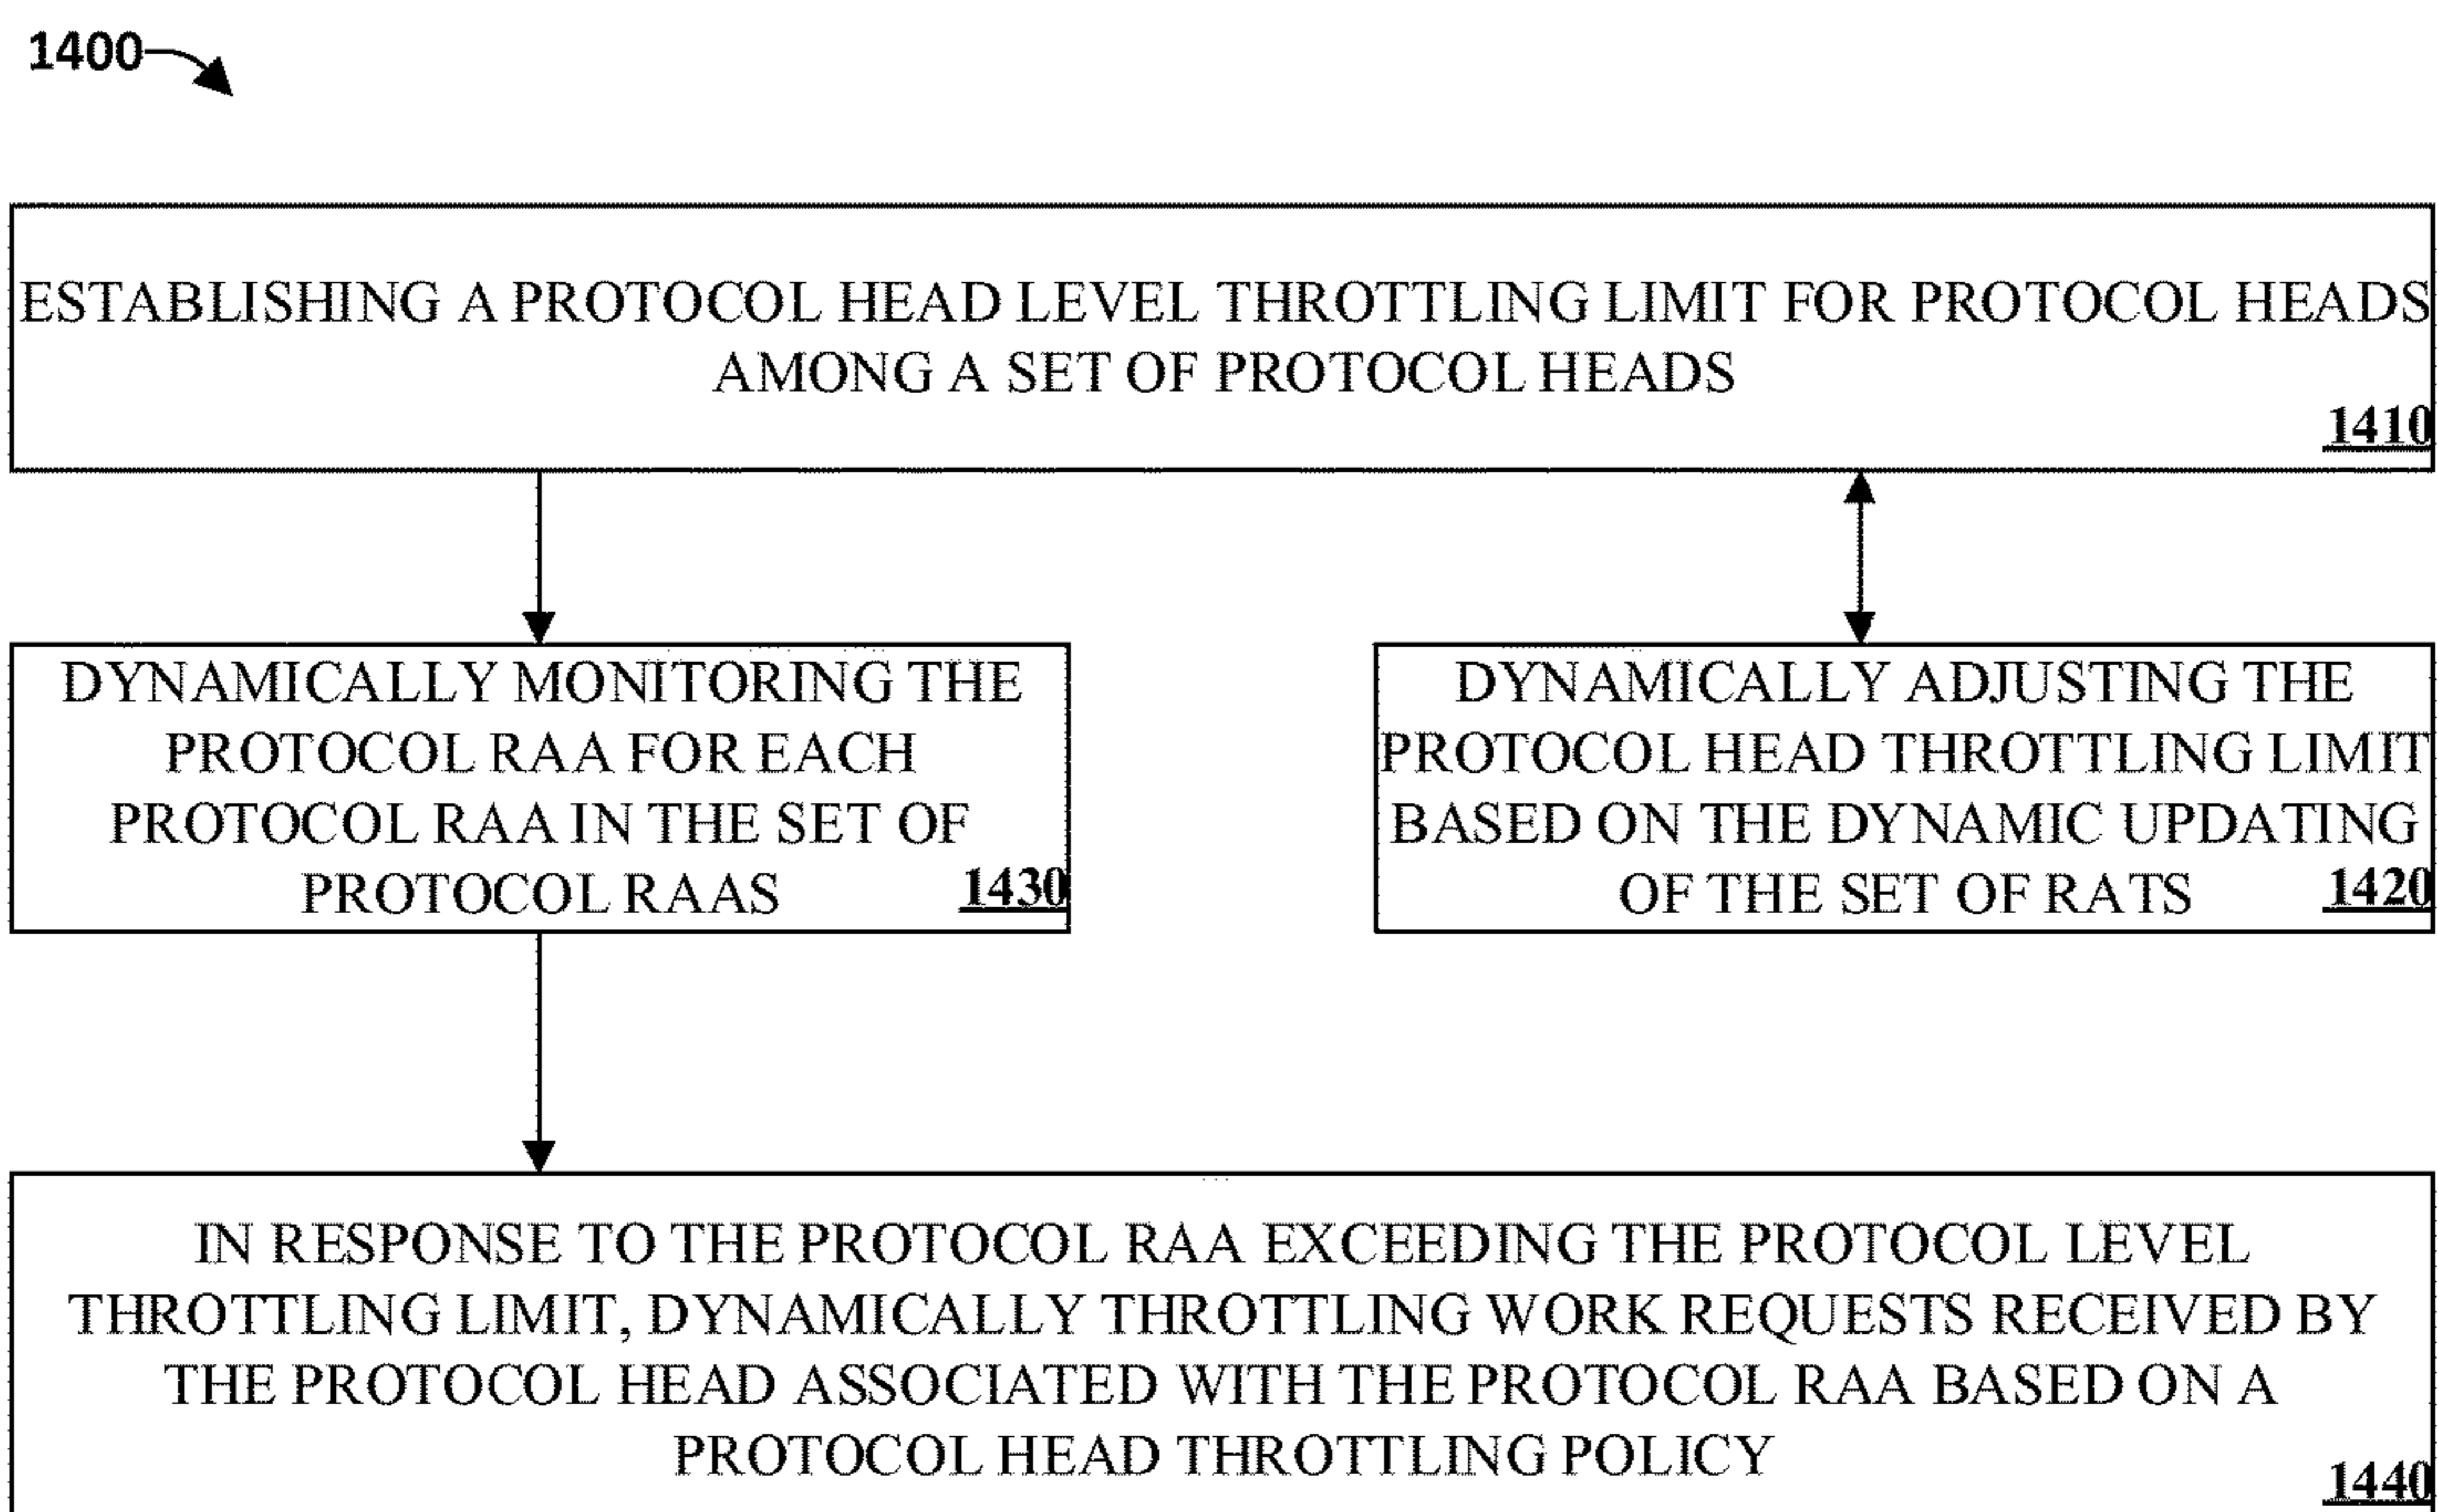 1400
ESTABLISHING A PROTOCOL HEAD LEVEL THROTTLING LIMIT FOR PROTOCOL HEADS
AMONG A SET OF PROTOCOL HEADS
1410
DYNAMICALLY MONITORING THE
PROTOCOL RAA FOR EACH
PROTOCOL RAA IN THE SET OF
PROTOCOL RAAS
1430
DYNAMICALLY ADJUSTING THE
PROTOCOL HEAD THROTTLING LIMIT
BASED ON THE DYNAMIC UPDATING
OF THE SET OF RATS
1420
IN RESPONSE TO THE PROTOCOL RAA EXCEEDING THE PROTOCOL LEVEL
THROTTLING LIMIT, DYNAMICALLY THROTTLING WORK REQUESTS RECEIVED BY
THE PROTOCOL HEAD ASSOCIATED WITH THE PROTOCOL RAA BASED ON A
PROTOCOL HEAD THROTTLING POLICY
1440